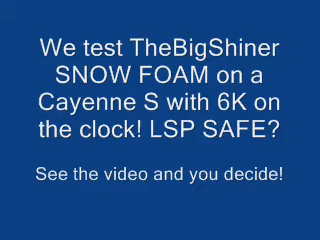 We test TheBigShiner
SNOW FOAM on a
Cayenne S with 6K on
the clock! LSP SAFE?
See the video and you decide!